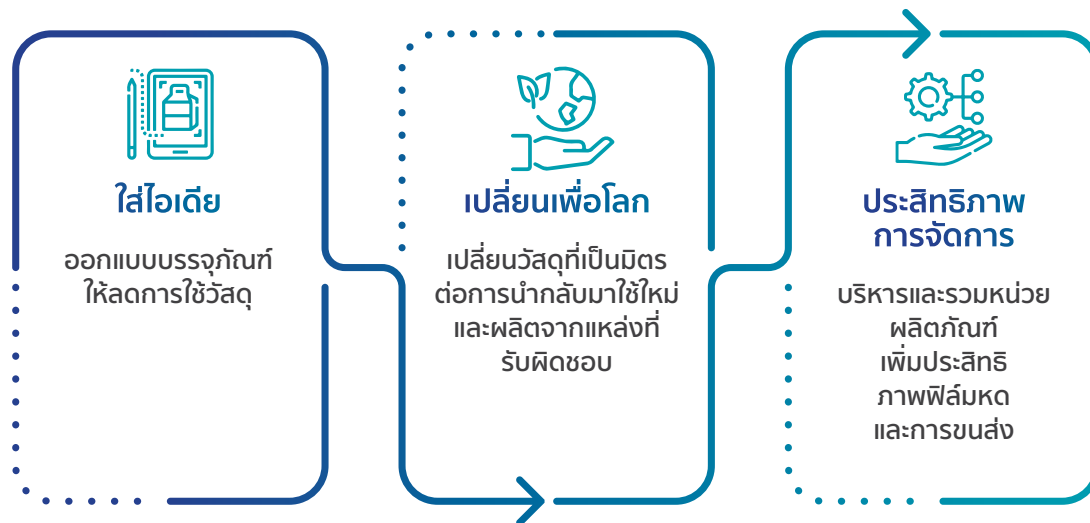 ใส่ไอเดีย
ออกแบบบรรจุภัณฑ์
ให้ลดการใช้วัสดุ
เปลี่ยนเพื่อโลก
เปลี่ยนวัสดุที่เป็นมิตร
ต่อการนำกลับมาใช้ใหม่
และผลิตจากแหล่งที่
รับผิดชอบ
ประสิทธิภาพ
การจัดการ
บริหารและรวมหน่วย
ผลิตภัณฑ์
เพิ่มประสิทธิ
ภาพฟิล์มหด
และการขนส่ง